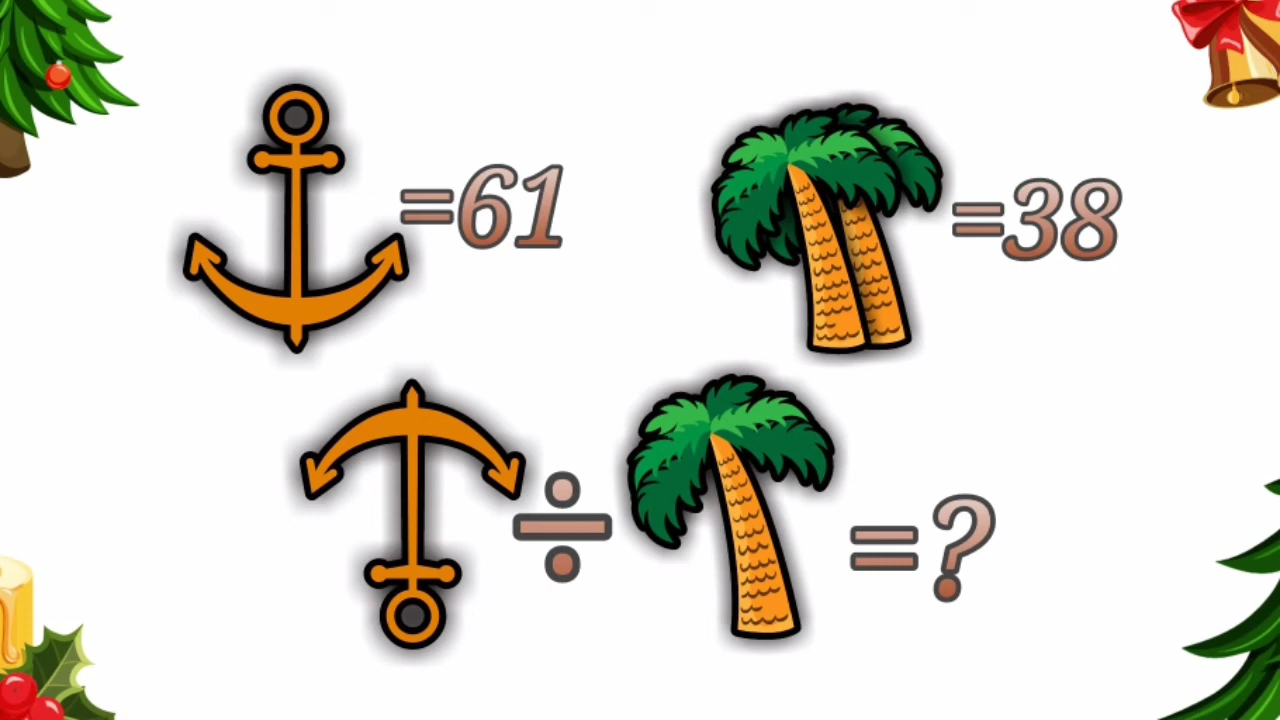 =61 =38
÷ =?